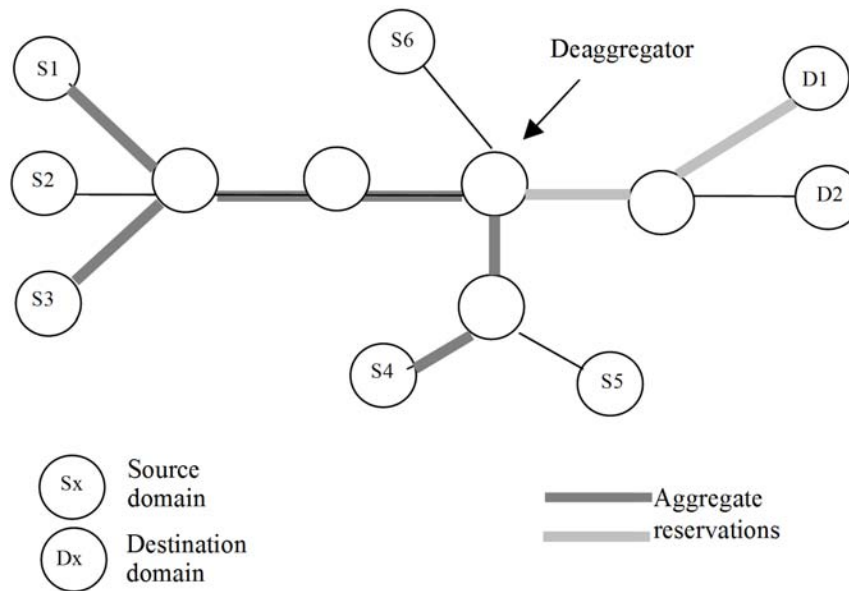 S6
Deaggregator
S1
D1
S2
D2
S3
S4
S5
Sx
Source
domain
Dx
Destination
domain
Aggregate
reservations